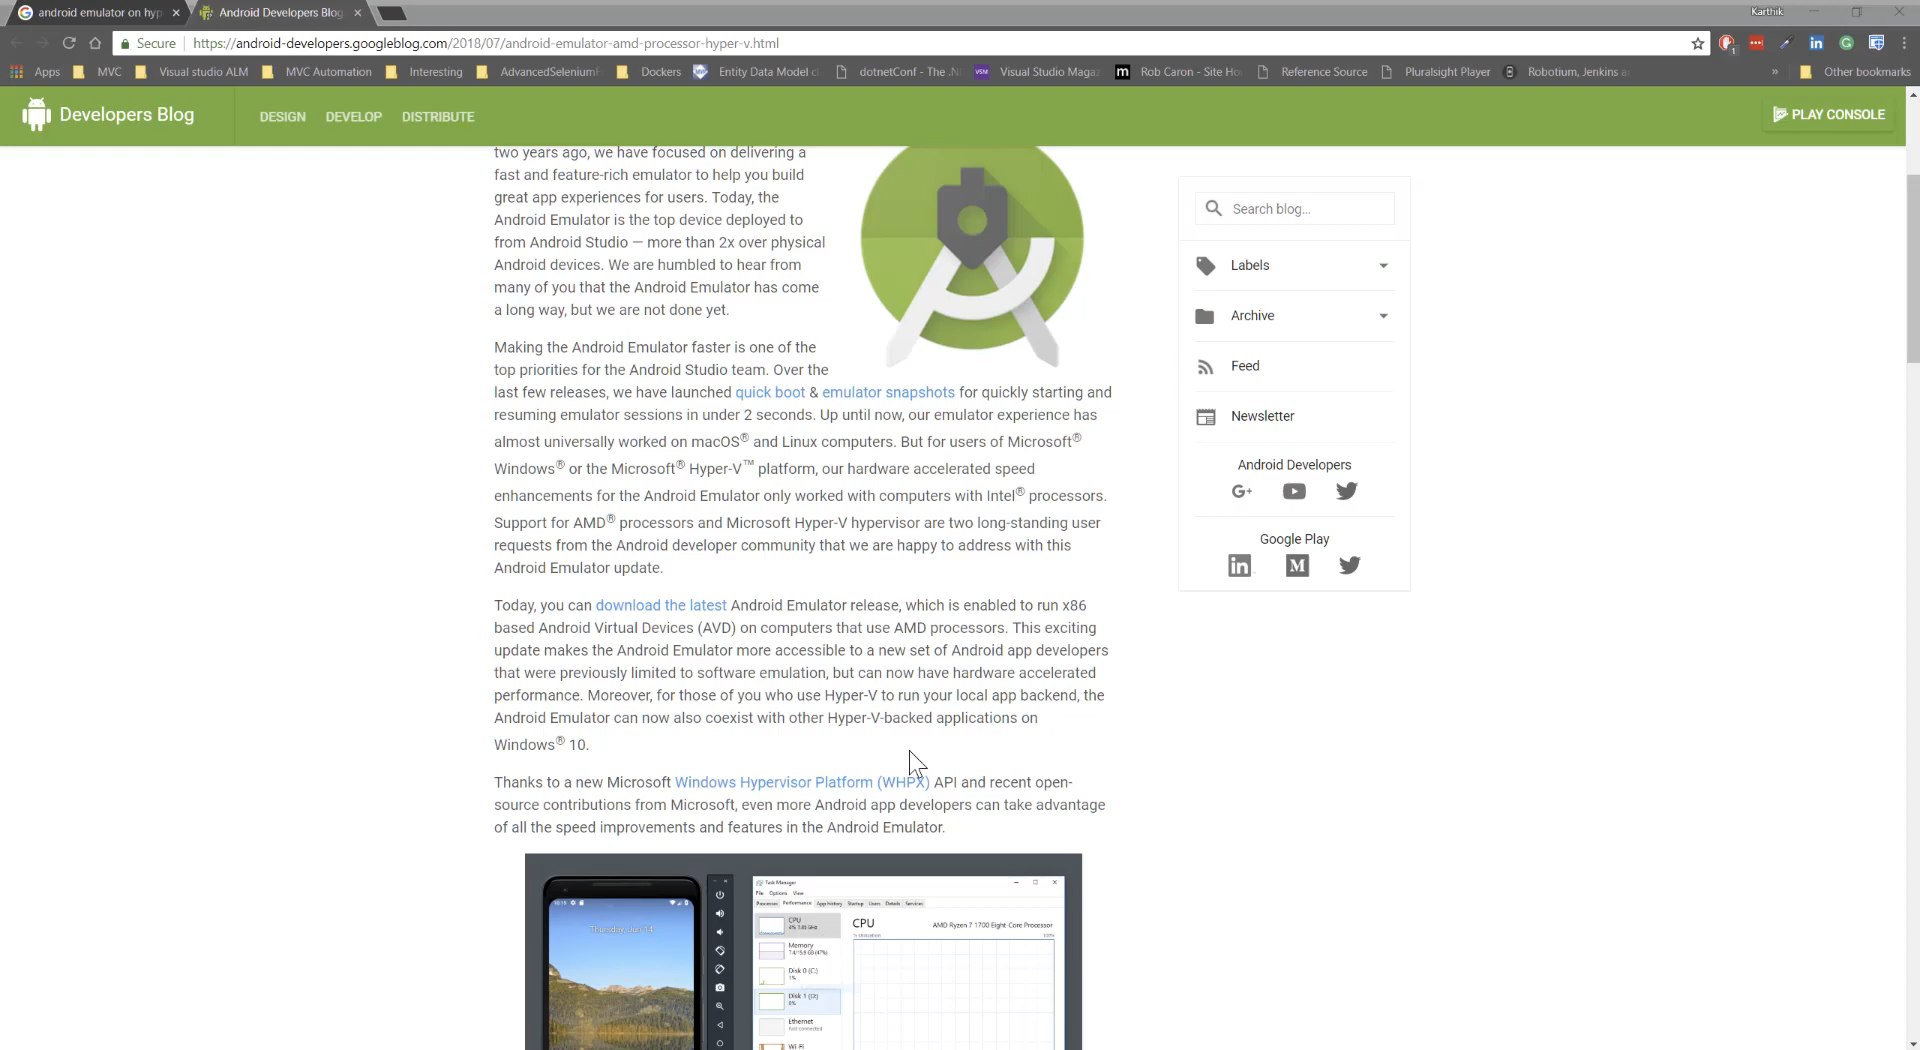 android emulator on hyp
Android Developers Blog
Karthik
Secure
https://android-developers.googleblog.com/2018/07/android-emulator-amd-processor-hyper-v.html
Apps MVC Visual studio ALM MVC Automation Interesting AdvancedSelenium Dockers Entity Data Model dotnetConf - The .N Visual Studio Magaz Rob Caron - Site Ho Reference Source Pluralsight Player Robotium, Jenkins a » Other bookmarks
Developers Blog
DESIGN DEVELOP DISTRIBUTE
PLAY CONSOLE
two years ago, we have focused on delivering a
fast and feature-rich emulator to help you build
great app experiences for users. Today, the
Android Emulator is the top device deployed to
from Android Studio — more than 2x over physical
Android devices. We are humbled to hear from
many of you that the Android Emulator has come
a long way, but we are not done yet.
Making the Android Emulator faster is one of the
top priorities for the Android Studio team. Over the
last few releases, we have launched quick boot & emulator snapshots for quickly starting and
resuming emulator sessions in under 2 seconds. Up until now, our emulator experience has
almost universally worked on macOS® and Linux computers. But for users of Microsoft®
Windows® or the Microsoft® Hyper-V™ platform, our hardware accelerated speed
enhancements for the Android Emulator only worked with computers with Intel® processors.
Support for AMD® processors and Microsoft Hyper-V hypervisor are two long-standing user
requests from the Android developer community that we are happy to address with this
Android Emulator update.
Today, you can download the latest Android Emulator release, which is enabled to run x86
based Android Virtual Devices (AVD) on computers that use AMD processors. This exciting
update makes the Android Emulator more accessible to a new set of Android app developers
that were previously limited to software emulation, but can now have hardware accelerated
performance. Moreover, for those of you who use Hyper-V to run your local app backend, the
Android Emulator can now also coexist with other Hyper-V-backed applications on
Windows® 10.
Thanks to a new Microsoft Windows Hypervisor Platform (WHPX) API and recent open-
source contributions from Microsoft, even more Android app developers can take advantage
of all the speed improvements and features in the Android Emulator.
Search blog...
Labels
Archive
Feed
Newsletter
Android Developers
G+
Google Play
in M
Thursday, Jun 14
Task Manager
File Options View
Processes Performance App history Startup Users Details Services
CPU
Memory
Disk 0 (C:)
1%
Disk 1 (D:)
0%
Ethernet
Not connected
Wi-Fi
CPU
AMD Ryzen 7 1700 Eight-Core Processor
% Utilization 100%